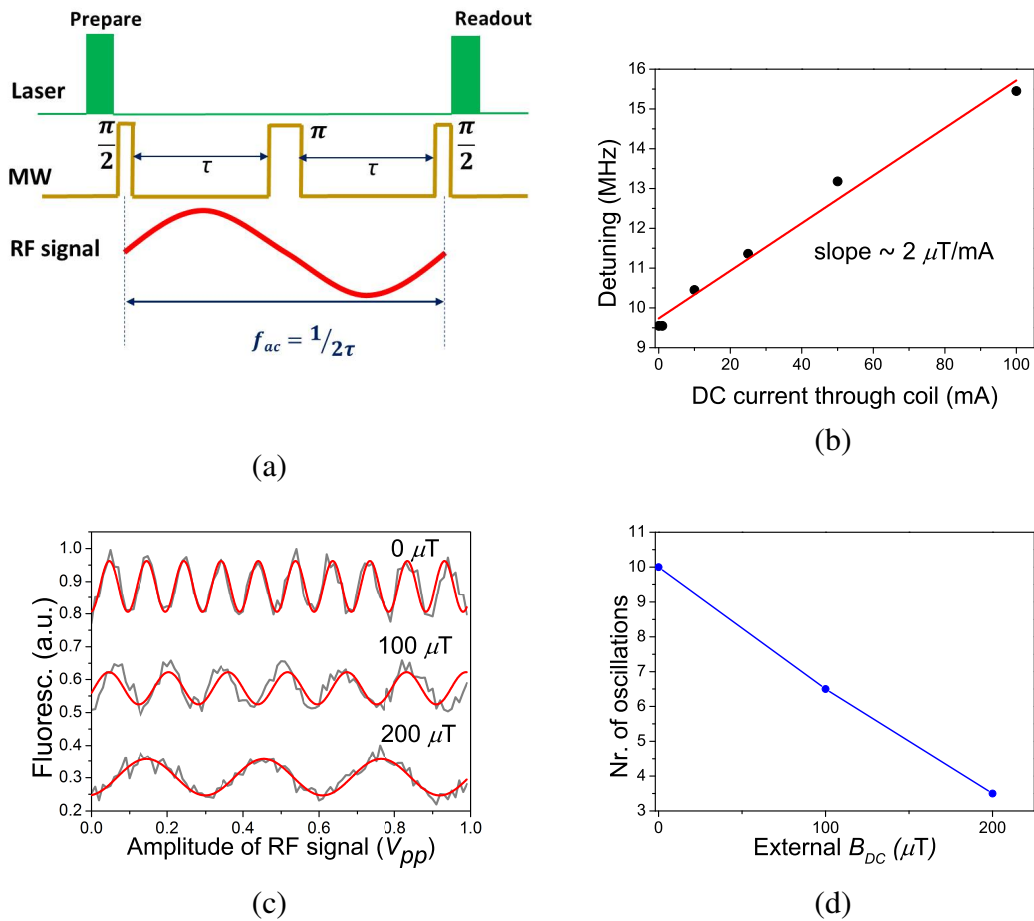 Prepare
Readout
Laser
π/2
π
π/2
τ
τ
MW
RF signal
f_ac = 1/2τ
(a)
16
15
14
13
12
11
10
9
Detuning (MHz)
slope ~ 2 μT/mA
0 20 40 60 80 100
DC current through coil (mA)
(b)
1.0
0.9
0.8
0.7
0.6
0.5
0.4
0.3
0.2
Fluoresc. (a.u.)
0 μT
100 μT
200 μT
0.0 0.2 0.4 0.6 0.8 1.0
Amplitude of RF signal (V_pp)
(c)
11
10
9
8
7
6
5
4
3
Nr. of oscillations
0 100 200
External B_DC (μT)
(d)